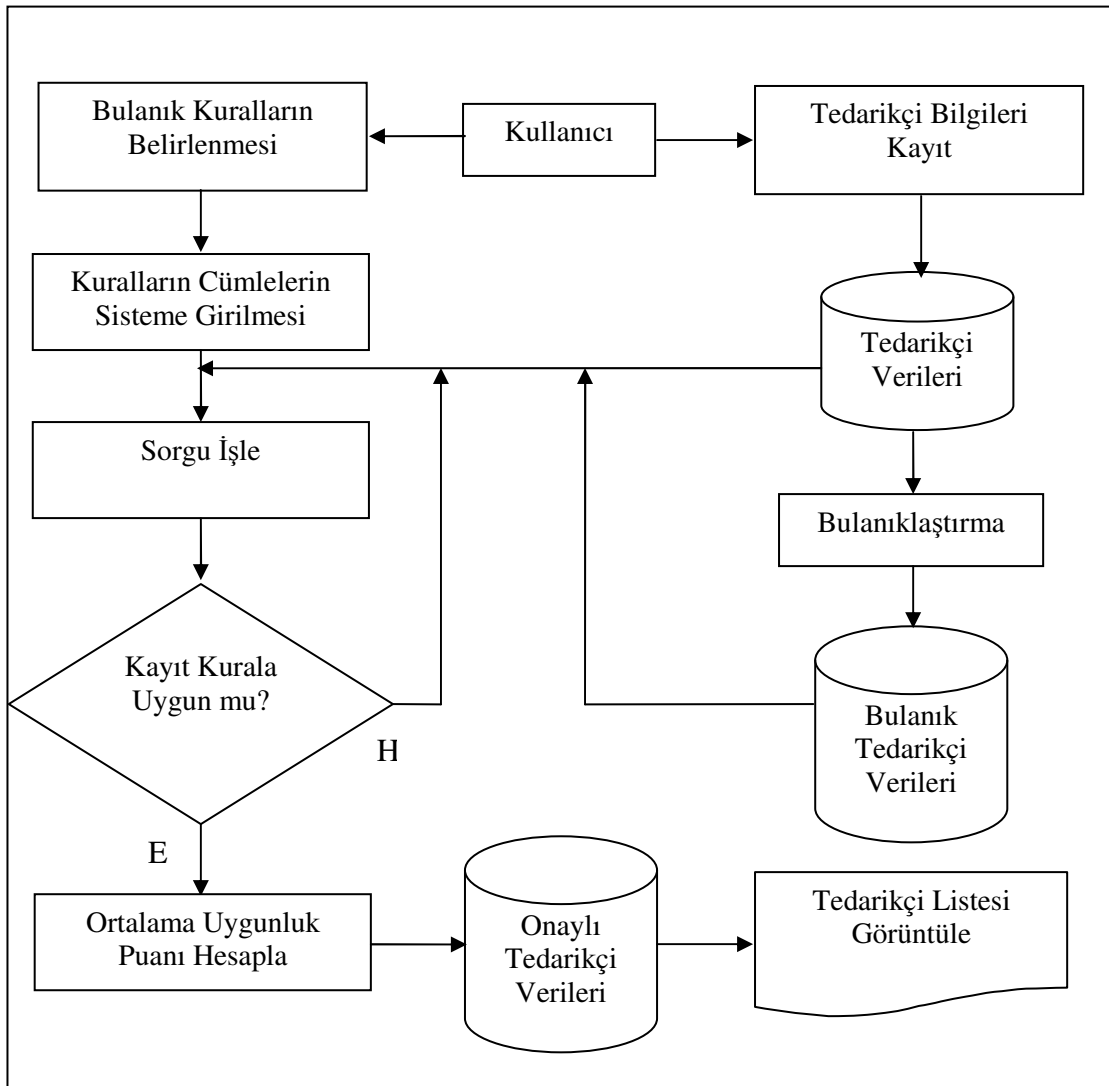 Bulanık Kuralların
Belirlenmesi
Kullanıcı
Tedarikçi Bilgileri
Kayıt
Kuralların Cümlelerin
Sisteme Girilmesi
Tedarikçi
Verileri
Sorgu İşle
Bulanıklaştırma
Kayıt Kurala
Uygun mu?
H
Bulanık
Tedarikçi
Verileri
E
Ortalama Uygunluk
Puanı Hesapla
Onaylı
Tedarikçi
Verileri
Tedarikçi Listesi
Görüntüle